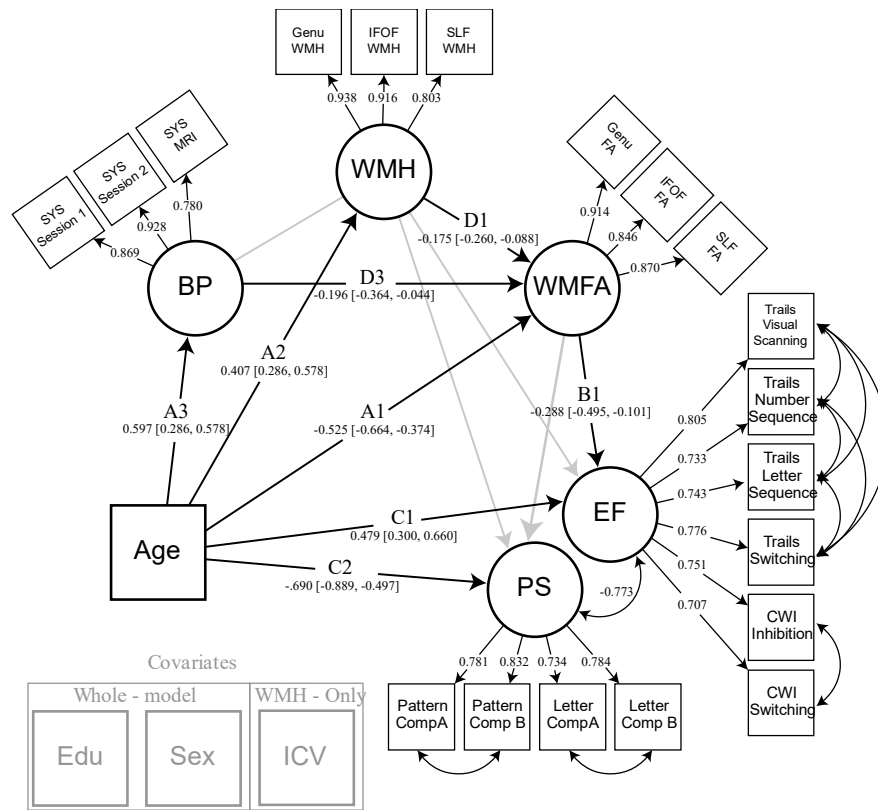 Genu
WMH
IFOF
WMH
SLF
WMH
0.938
0.916
0.803
SYS
MRI
SYS
Session 2
SYS
Session 1
0.780
0.928
0.869
WMH
Genu
FA
IFOF
FA
SLF
FA
0.914
0.846
0.870
D1
-0.175 [-0.260, -0.088]
BP
D3
-0.196 [-0.364, -0.044]
WMFA
A2
0.407 [0.286, 0.578]
A3
0.597 [0.286, 0.578]
A1
-0.525 [-0.664, -0.374]
B1
-0.288 [-0.495, -0.101]
Trails
Visual
Scanning
Trails
Number
Sequence
Trails
Letter
Sequence
Trails
Switching
CWI
Inhibition
CWI
Switching
0.805
0.733
0.743
0.776
0.751
0.707
EF
C1
0.479 [0.300, 0.660]
Age
C2
-.690 [-0.889, -0.497]
PS
-0.773
0.781
0.832
0.734
0.784
Pattern
CompA
Pattern
Comp B
Letter
CompA
Letter
Comp B
Covariates
Whole - model
WMH - Only
Edu
Sex
ICV